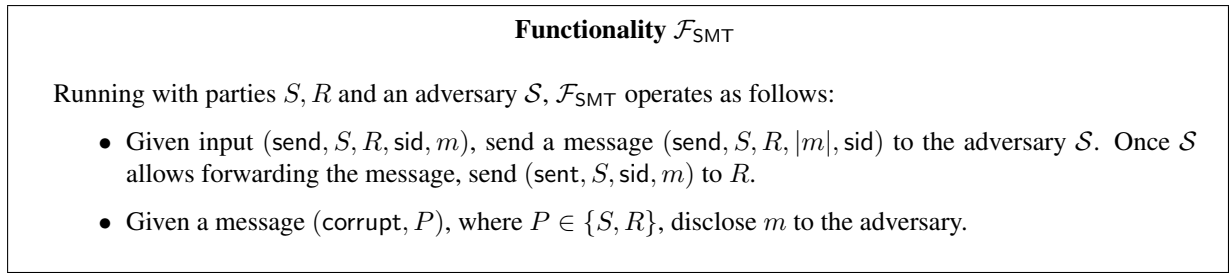 Functionality 𝓕_SMT
Running with parties S, R and an adversary 𝒮, 𝓕_SMT operates as follows:
• Given input (send, S, R, sid, m), send a message (send, S, R, |m|, sid) to the adversary 𝒮. Once 𝒮
allows forwarding the message, send (sent, S, sid, m) to R.
• Given a message (corrupt, P), where P ∈ {S, R}, disclose m to the adversary.